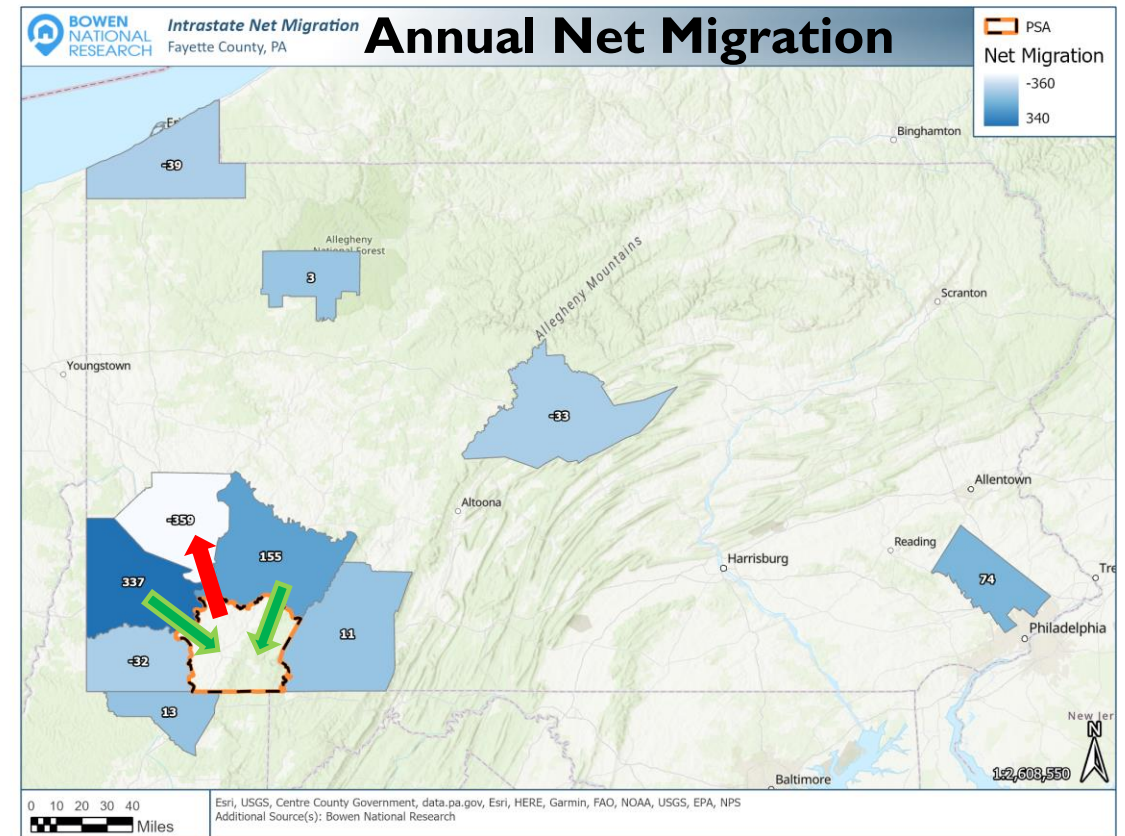 BOWEN
NATIONAL
RESEARCH
Intrastate Net Migration
Fayette County, PA
Annual Net Migration
PSA
Net Migration
-360
340
Binghamton
Erie
-39
Allegheny
National Forest
3
Allegheny Mountains
Scranton
Youngstown
-33
Allentown
Altoona
-359
Reading
155
Harrisburg
337
74
Tre
11
Philadelphia
-32
13
New Jer
N
1:2,608,550
Baltimore
0 10 20 30 40
Miles
Esri, USGS, Centre County Government, data.pa.gov, Esri, HERE, Garmin, FAO, NOAA, USGS, EPA, NPS
Additional Source(s): Bowen National Research